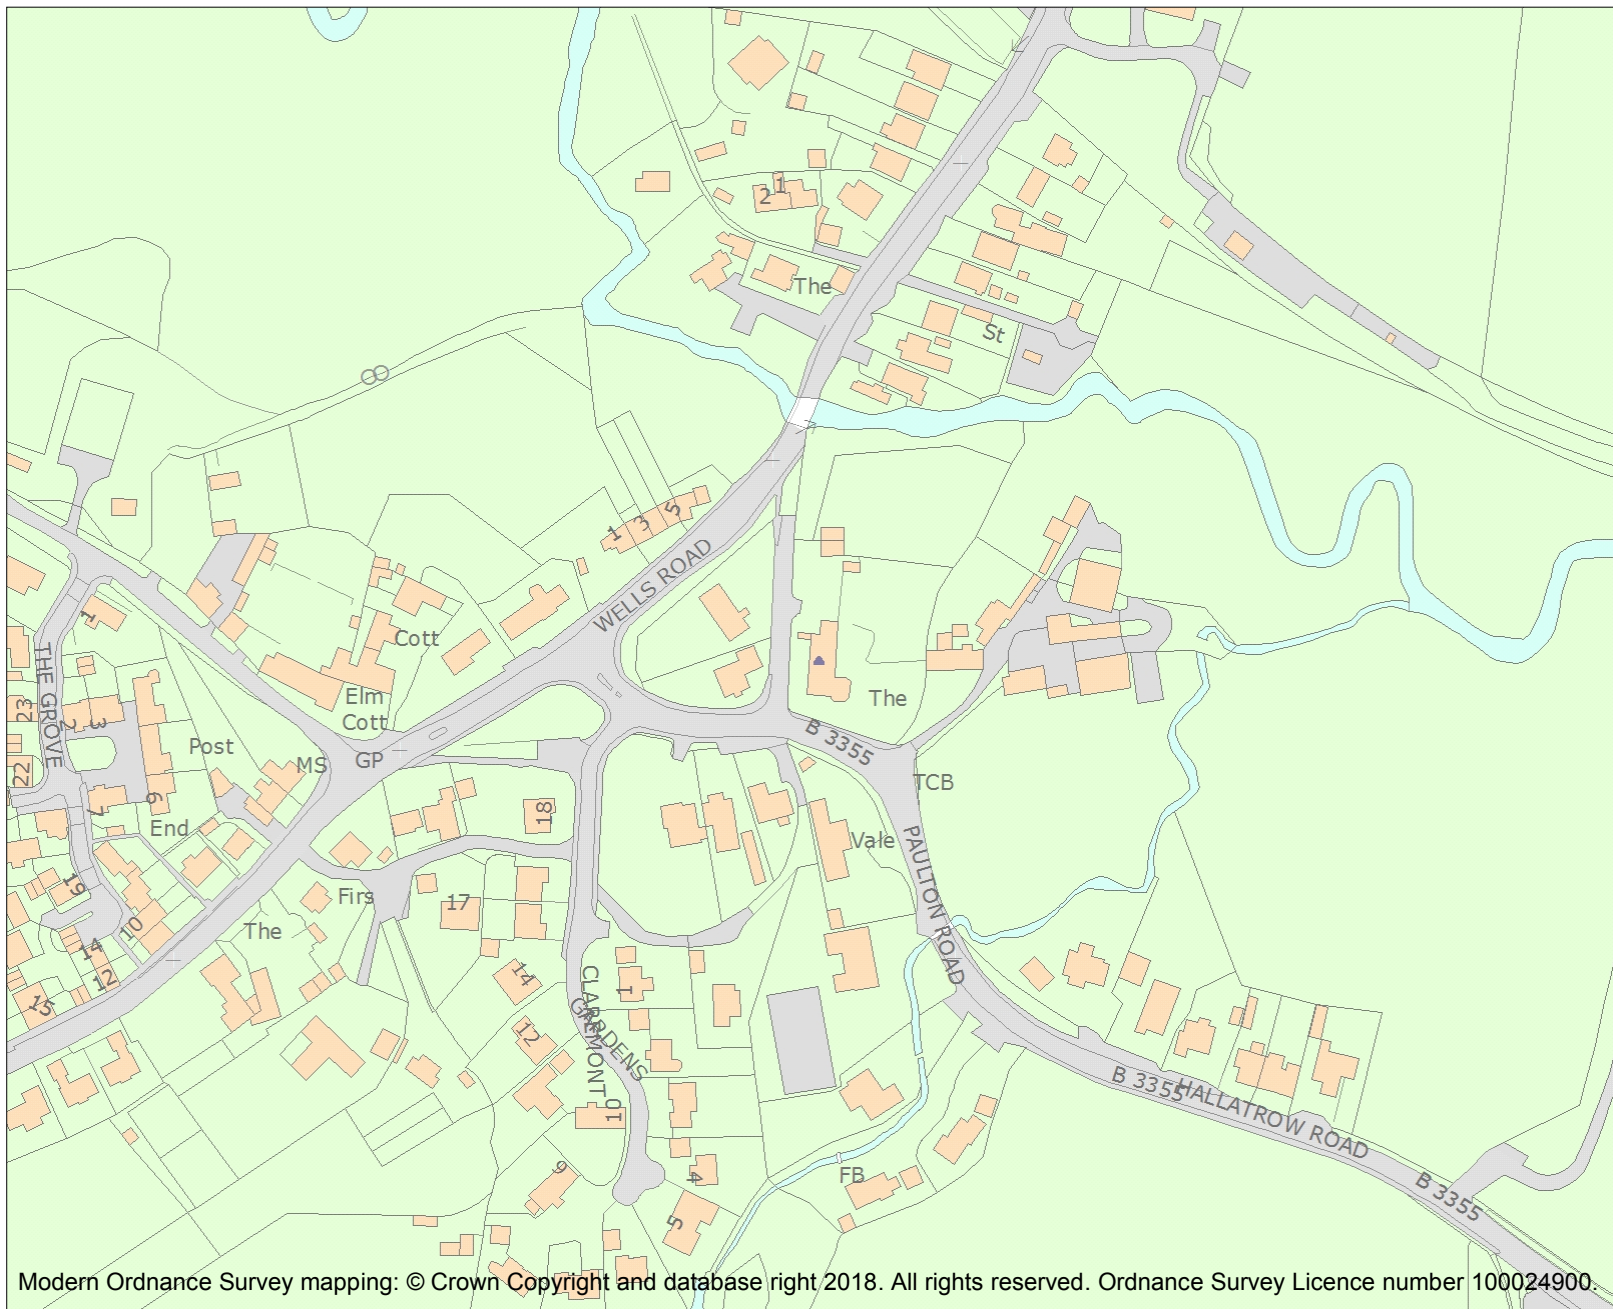 1
2
The
St
1
3
5
WELLS ROAD
Cott
1
THE GROVE
Elm
Cott
The
23
2
3
Post
MS
GP
B 3355
22
TCB
7
6
End
18
Vale
PAULTON ROAD
19
Firs
17
The
10
14
12
15
14
1
CLAREMONT
GARDENS
12
10
B 3355
HALLATROW ROAD
9
4
FB
5
B 3355
Modern Ordnance Survey mapping: © Crown Copyright and database right 2018. All rights reserved. Ordnance Survey Licence number 100024900.